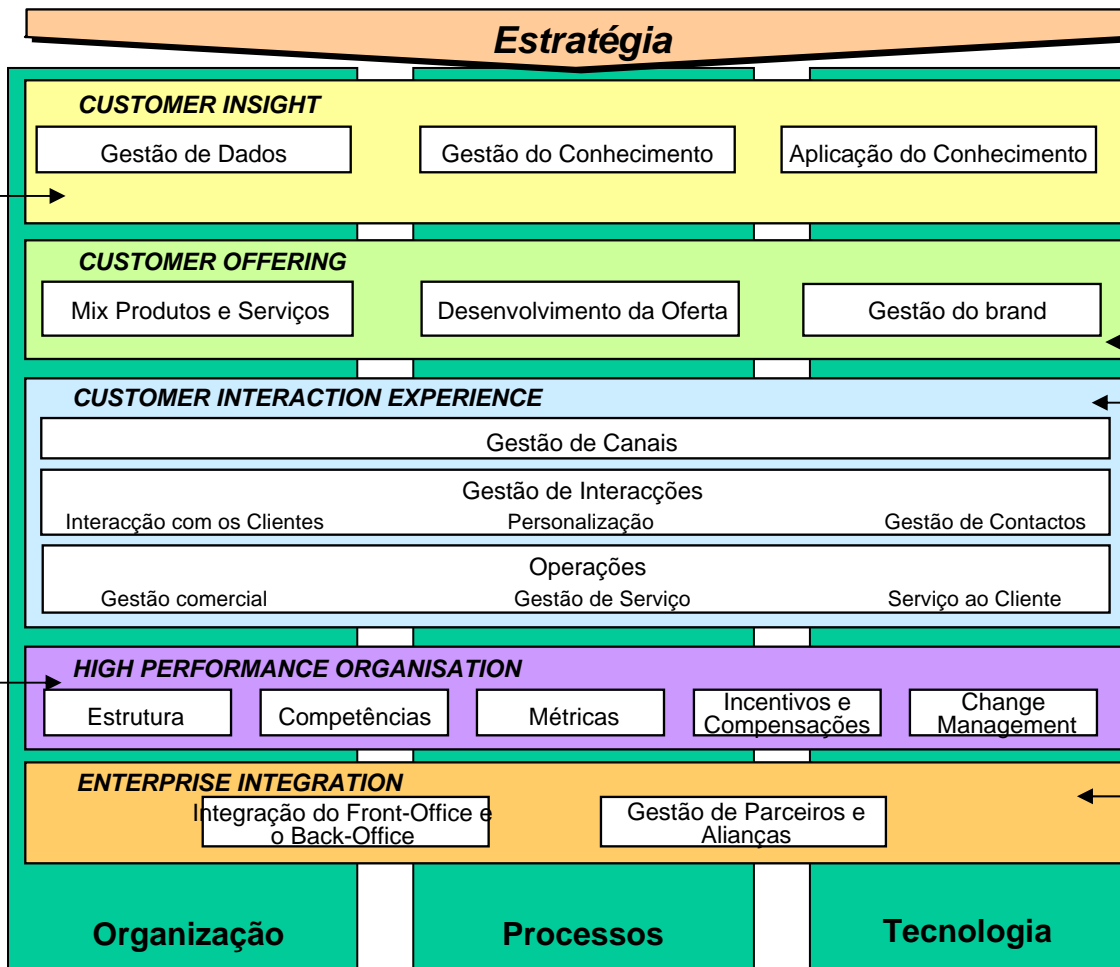 Estratégia
CUSTOMER INSIGHT
Gestão de Dados
Gestão do Conhecimento
Aplicação do Conhecimento
CUSTOMER OFFERING
Mix Produtos e Serviços
Desenvolvimento da Oferta
Gestão do brand
CUSTOMER INTERACTION EXPERIENCE
Gestão de Canais
Gestão de Interacções
Interacção com os Clientes
Personalização
Gestão de Contactos
Operações
Gestão comercial
Gestão de Serviço
Serviço ao Cliente
HIGH PERFORMANCE ORGANISATION
Estrutura
Competências
Métricas
Incentivos e
Compensações
Change
Management
ENTERPRISE INTEGRATION
Integração do Front-Office e
o Back-Office
Gestão de Parceiros e
Alianças
Organização
Processos
Tecnologia